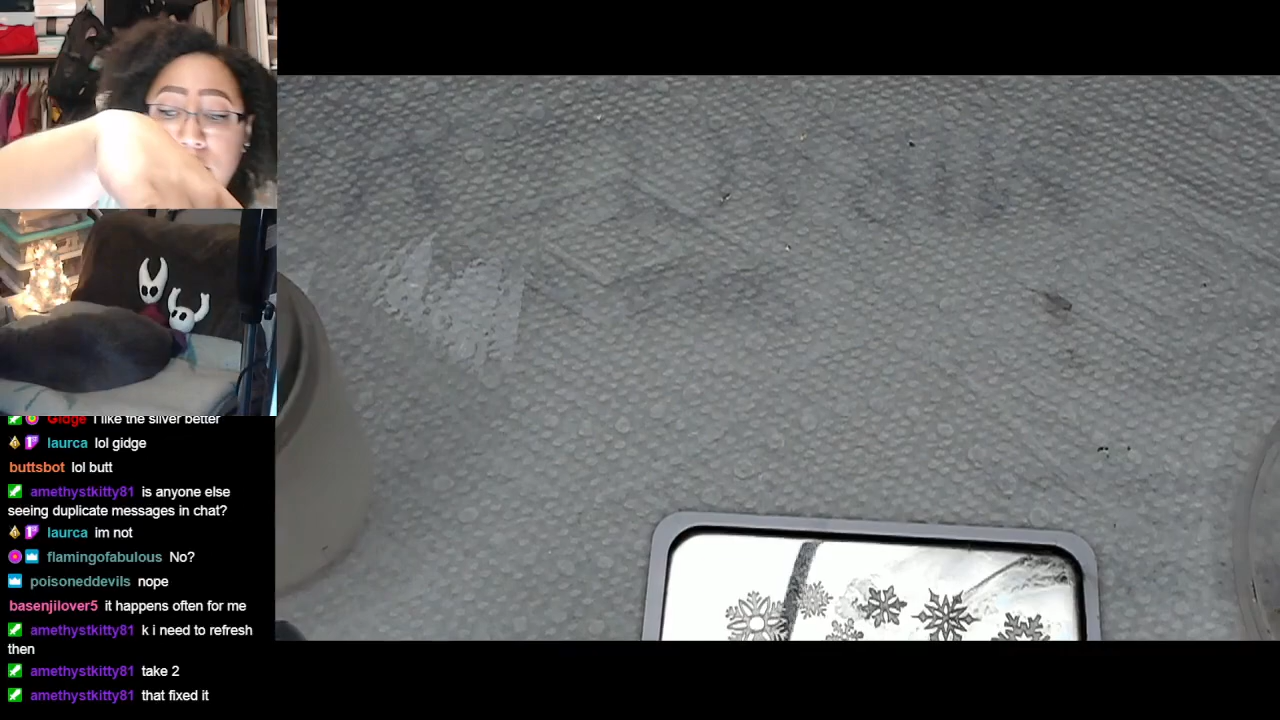 Gidge I like the silver better
laurca lol gidge
buttsbot lol butt
amethystkitty81 is anyone else
seeing duplicate messages in chat?
laurca im not
flamingofabulous No?
poisoneddevils nope
basenjilover5 it happens often for me
amethystkitty81 k i need to refresh
then
amethystkitty81 take 2
amethystkitty81 that fixed it